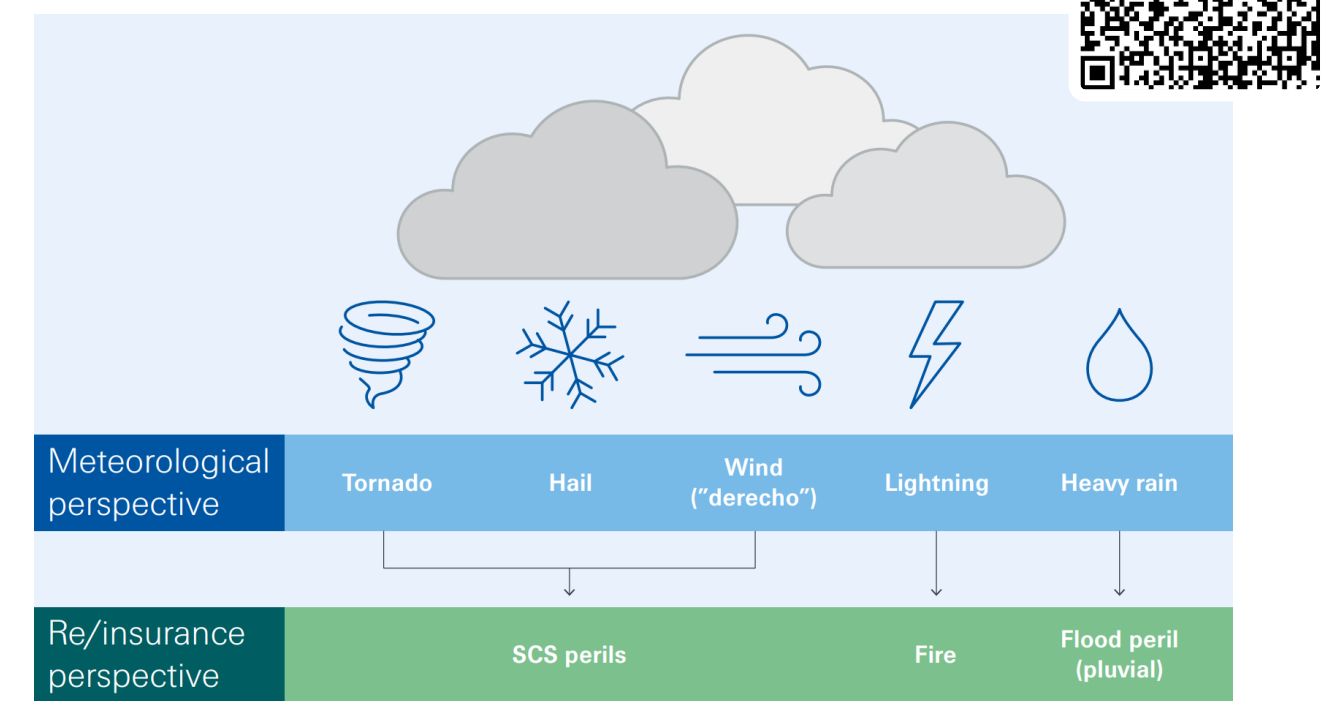 Meteorological
perspective
Tornado
Hail
Wind
(”derecho”)
Lightning
Heavy rain
Re/insurance
perspective
SCS perils
Fire
Flood peril
(pluvial)